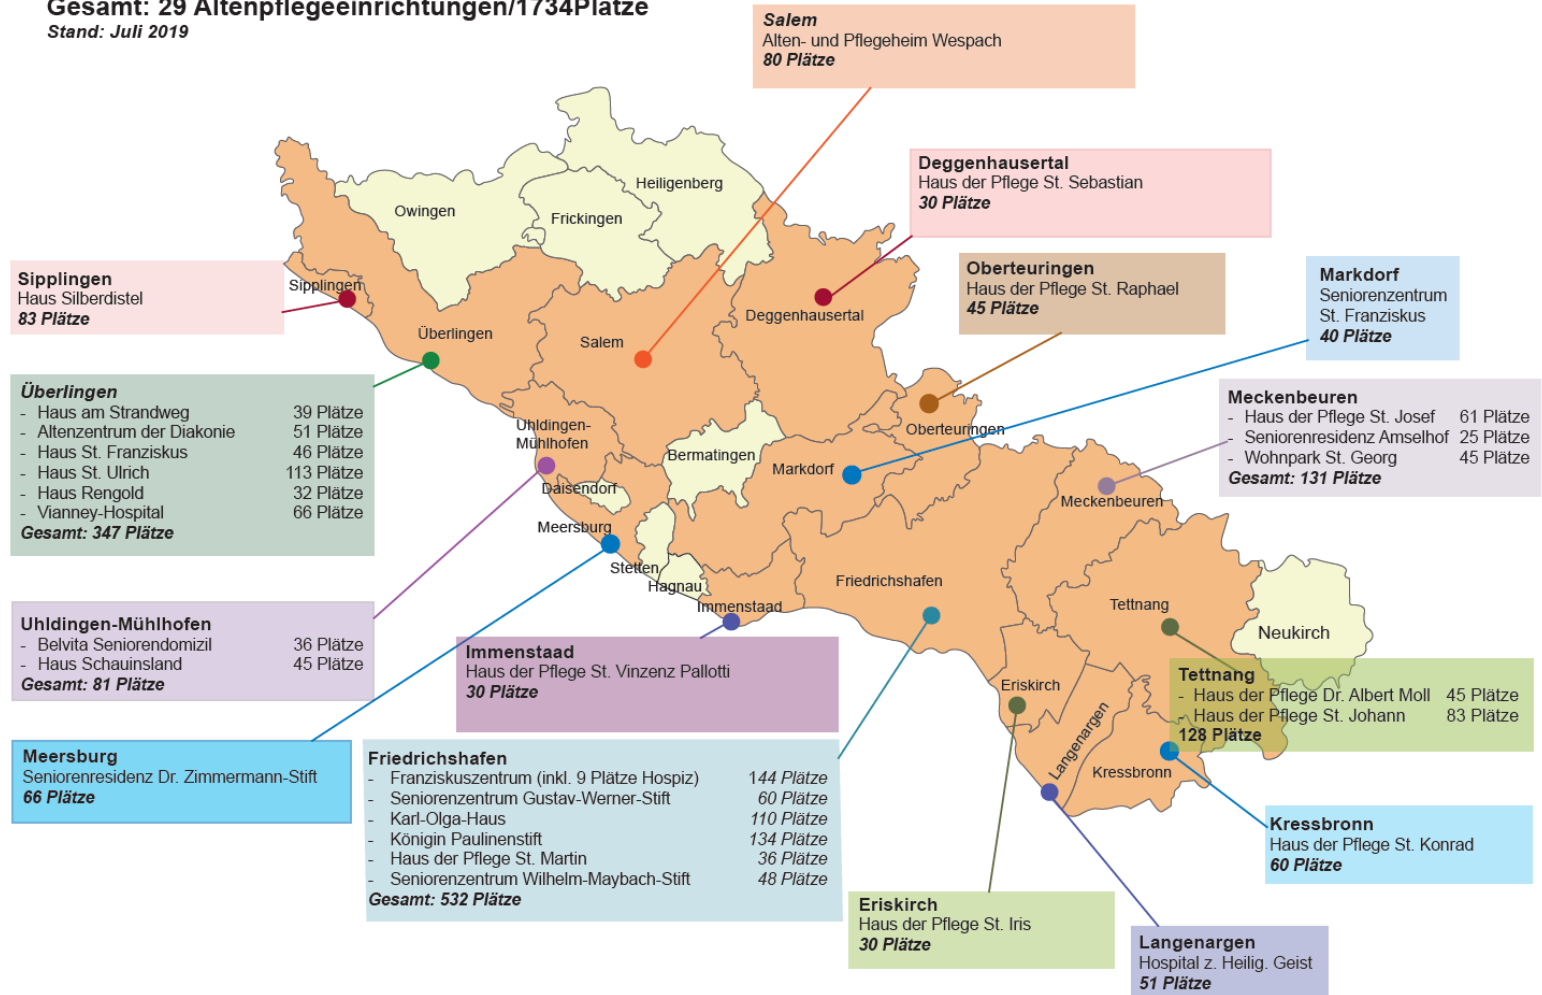 Gesamt: 29 Altenpflegeeinrichtungen/1734Plätze
Stand: Juli 2019
Salem
Alten- und Pflegeheim Wespach
80 Plätze
Deggenhausertal
Haus der Pflege St. Sebastian
30 Plätze
Oberteuringen
Haus der Pflege St. Raphael
45 Plätze
Markdorf
Seniorenzentrum
St. Franziskus
40 Plätze
Meckenbeuren
- Haus der Pflege St. Josef 61 Plätze
- Seniorenresidenz Amselhof 25 Plätze
- Wohnpark St. Georg 45 Plätze
Gesamt: 131 Plätze
Sipplingen
Haus Silberdistel
83 Plätze
Überlingen
- Haus am Strandweg 39 Plätze
- Altenzentrum der Diakonie 51 Plätze
- Haus St. Franziskus 46 Plätze
- Haus St. Ulrich 113 Plätze
- Haus Rengold 32 Plätze
- Vianney-Hospital 66 Plätze
Gesamt: 347 Plätze
Uhldingen-Mühlhofen
- Belvita Seniorendomizil 36 Plätze
- Haus Schauinsland 45 Plätze
Gesamt: 81 Plätze
Meersburg
Seniorenresidenz Dr. Zimmermann-Stift
66 Plätze
Immenstaad
Haus der Pflege St. Vinzenz Pallotti
30 Plätze
Friedrichshafen
- Franziskuszentrum (inkl. 9 Plätze Hospiz) 144 Plätze
- Seniorenzentrum Gustav-Werner-Stift 60 Plätze
- Karl-Olga-Haus 110 Plätze
- Königin Paulinenstift 134 Plätze
- Haus der Pflege St. Martin 36 Plätze
- Seniorenzentrum Wilhelm-Maybach-Stift 48 Plätze
Gesamt: 532 Plätze
Tettnang
- Haus der Pflege Dr. Albert Moll 45 Plätze
- Haus der Pflege St. Johann 83 Plätze
128 Plätze
Kressbronn
Haus der Pflege St. Konrad
60 Plätze
Eriskirch
Haus der Pflege St. Iris
30 Plätze
Langenargen
Hospital z. Heilig. Geist
51 Plätze
Heiligenberg
Owingen
Frickingen
Sipplingen
Überlingen
Salem
Deggenhausertal
Uhldingen-
Mühlhofen
Oberteuringen
Bermatingen
Markdorf
Daisendorf
Meckenbeuren
Meersburg
Stetten
Hagnau
Friedrichshafen
Immenstaad
Tettnang
Neukirch
Eriskirch
Langenargen
Kressbronn